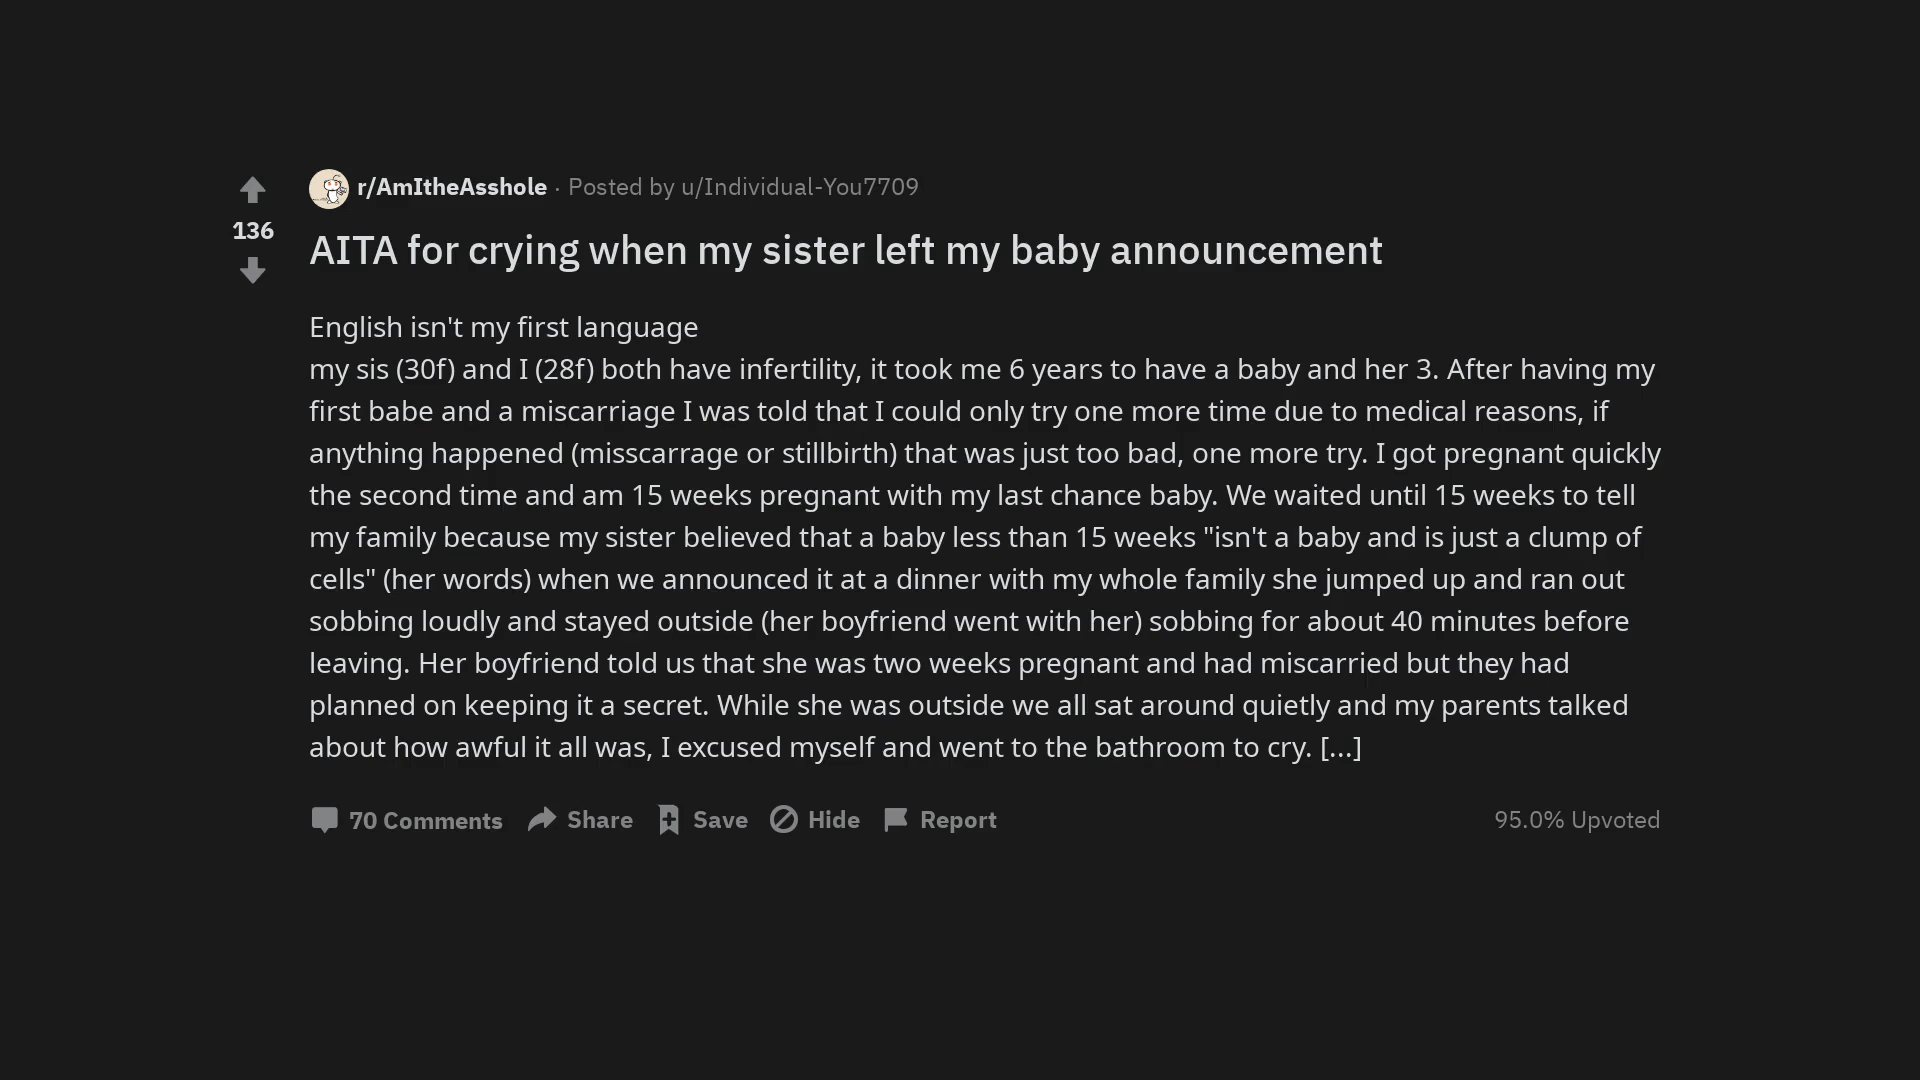 r/AmItheAsshole · Posted by u/Individual-You7709
136
AITA for crying when my sister left my baby announcement
English isn't my first language
my sis (30f) and I (28f) both have infertility, it took me 6 years to have a baby and her 3. After having my
first babe and a miscarriage I was told that I could only try one more time due to medical reasons, if
anything happened (misscarrage or stillbirth) that was just too bad, one more try. I got pregnant quickly
the second time and am 15 weeks pregnant with my last chance baby. We waited until 15 weeks to tell
my family because my sister believed that a baby less than 15 weeks "isn't a baby and is just a clump of
cells" (her words) when we announced it at a dinner with my whole family she jumped up and ran out
sobbing loudly and stayed outside (her boyfriend went with her) sobbing for about 40 minutes before
leaving. Her boyfriend told us that she was two weeks pregnant and had miscarried but they had
planned on keeping it a secret. While she was outside we all sat around quietly and my parents talked
about how awful it all was, I excused myself and went to the bathroom to cry. [...]
70 Comments Share Save Hide Report 95.0% Upvoted